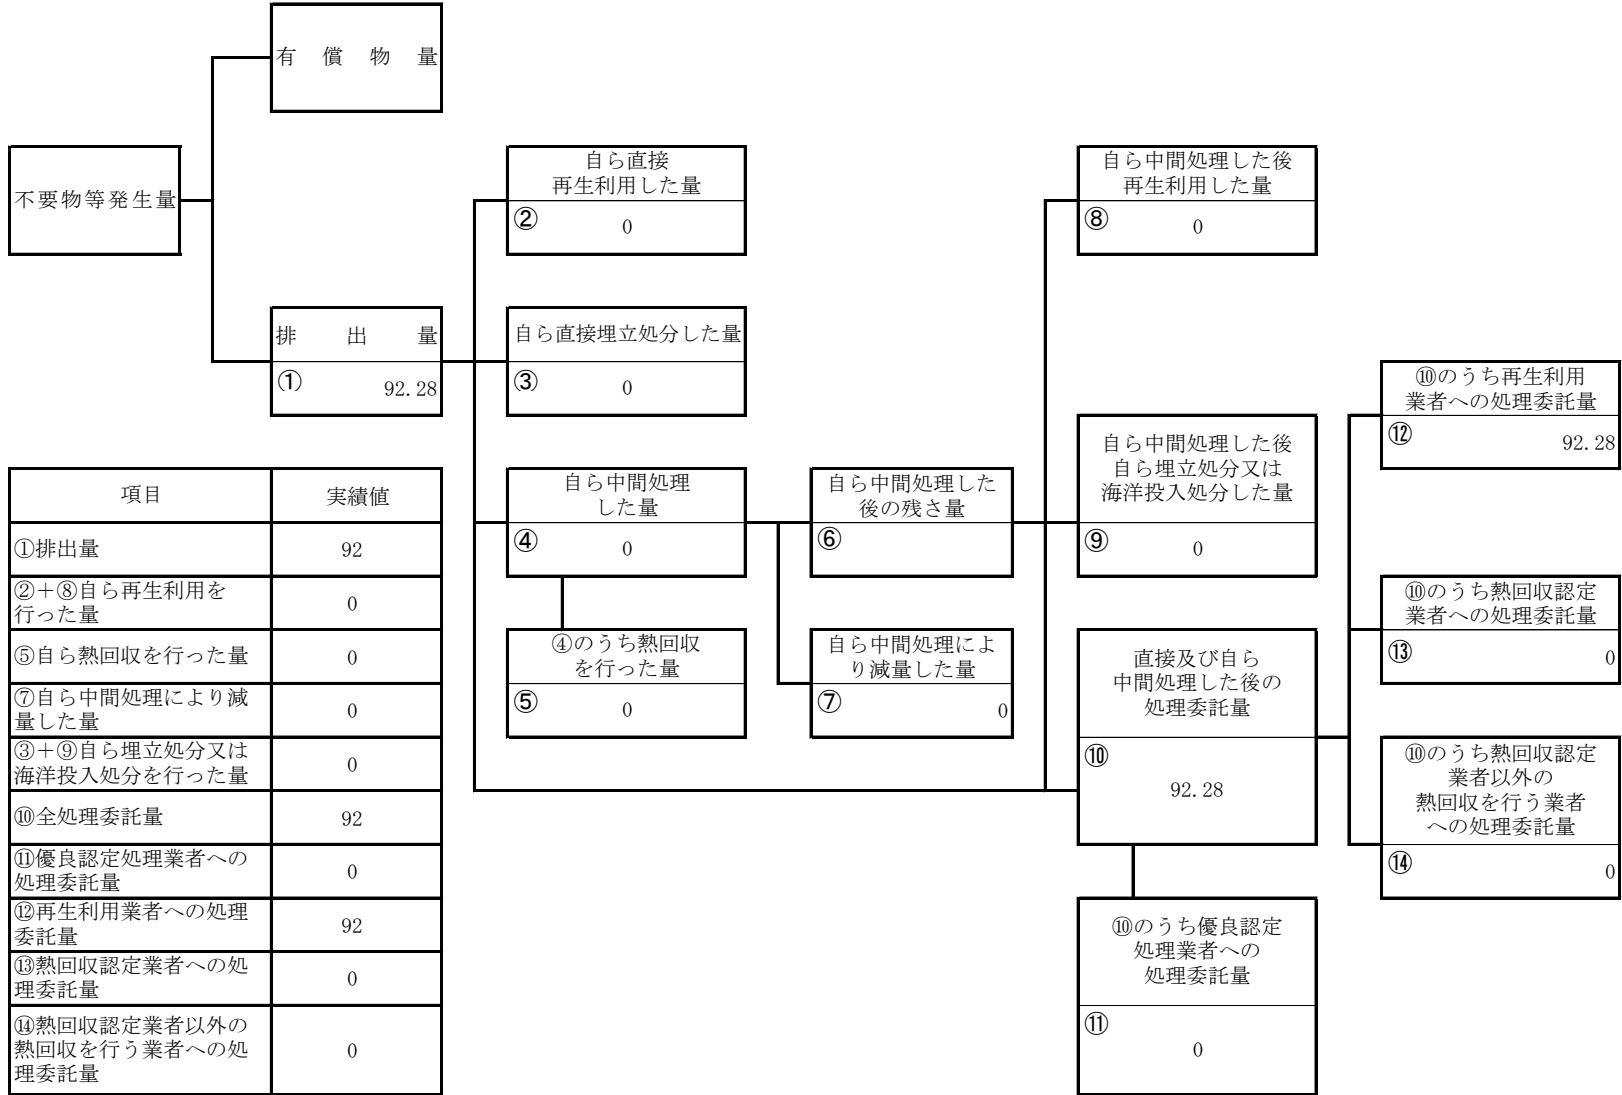 有 償 物 量
不要物等発生量
自ら直接
再生利用した量
② 0
自ら中間処理した後
再生利用した量
⑧ 0
排 出 量
① 92.28
自ら直接埋立処分した量
③ 0
⑩のうち再生利用
業者への処理委託量
⑫ 92.28
自ら中間処理
した量
④ 0
自ら中間処理した
後の残さ量
⑥
自ら中間処理した後
自ら埋立処分又は
海洋投入処分した量
⑨ 0
⑩のうち熱回収認定
業者への処理委託量
⑬ 0
④のうち熱回収
を行った量
⑤ 0
自ら中間処理によ
り減量した量
⑦ 0
直接及び自ら
中間処理した後の
処理委託量
⑩
92.28
⑩のうち熱回収認定
業者以外の
熱回収を行う業者
への処理委託量
⑭ 0
⑩のうち優良認定
処理業者への
処理委託量
⑪
0
項目 実績値
①排出量 92
②＋⑧自ら再生利用を
行った量 0
⑤自ら熱回収を行った量 0
⑦自ら中間処理により減
量した量 0
③＋⑨自ら埋立処分又は
海洋投入処分を行った量 0
⑩全処理委託量 92
⑪優良認定処理業者への
処理委託量 0
⑫再生利用業者への処理
委託量 92
⑬熱回収認定業者への処
理委託量 0
⑭熱回収認定業者以外の
熱回収を行う業者への処 0
理委託量